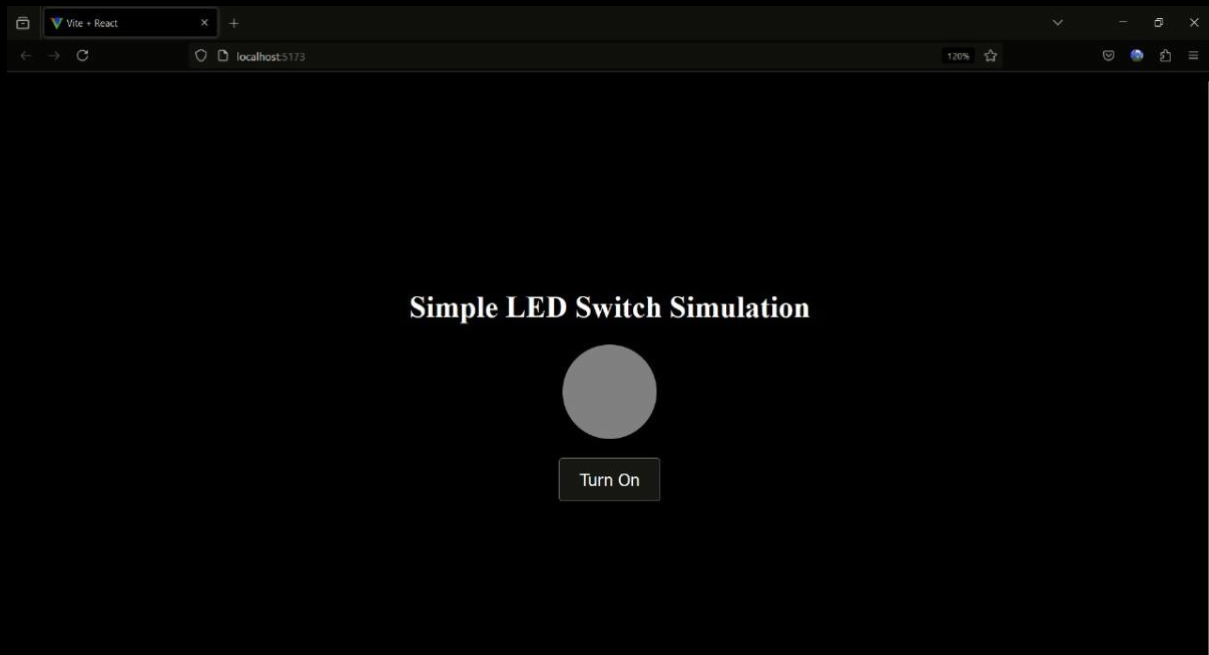 Vite + React
localhost:5173
120%
Simple LED Switch Simulation
Turn On